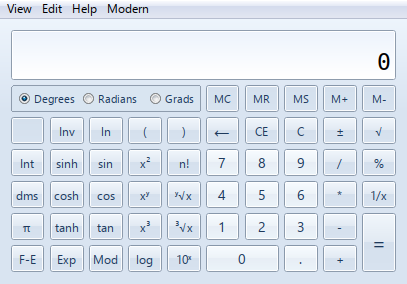 View Edit Help Modern
0
Degrees Radians Grads MC MR MS M+ M-
Inv ln ( ) ← CE C ± √
Int sinh sin x² n! 7 8 9 / %
dms cosh cos xʸ ʸ√x 4 5 6 * 1/x
π tanh tan x³ ³√x 1 2 3 - =
F-E Exp Mod log 10ˣ 0 . +